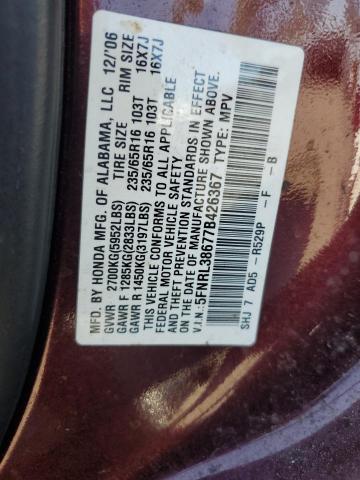 MFD. BY HONDA MFG. OF ALABAMA, LLC 12/'06
GVWR 2700KG(5952LBS) TIRE SIZE RIM SIZE
GAWR F 1285KG(2833LBS) 235/65R16 103T 16X7J
GAWR R 1450KG(3197LBS) 235/65R16 103T 16X7J
THIS VEHICLE CONFORMS TO ALL APPLICABLE
FEDERAL MOTOR VEHICLE SAFETY
AND THEFT PREVENTION STANDARDS IN EFFECT
ON THE DATE OF MANUFACTURE SHOWN ABOVE.
V.I.N.: 5FNRL38677B426367 TYPE: MPV
SHJ 7 AD5 -R529P -F -B